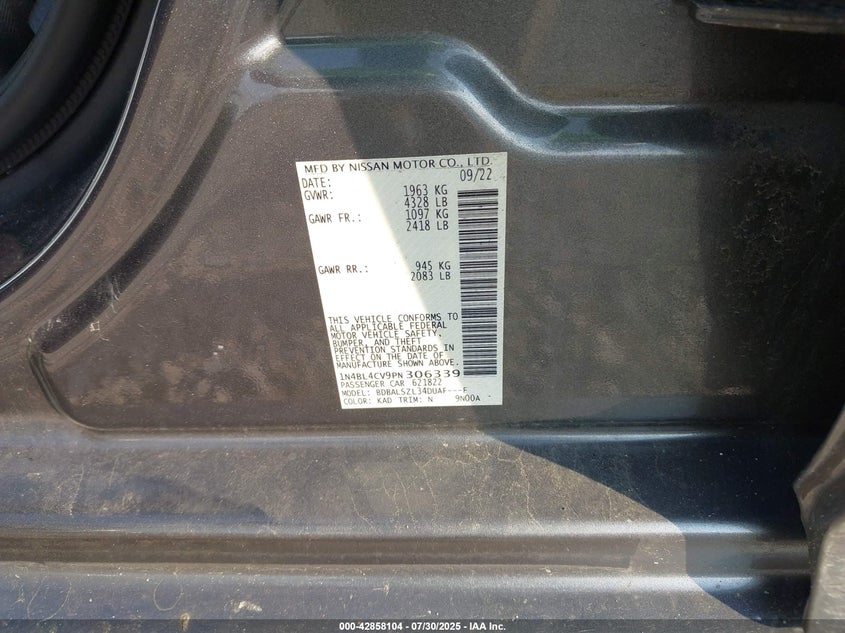 MFD BY NISSAN MOTOR CO., LTD.
DATE: 09/22
GVWR: 1963 KG
4328 LB
GAWR FR.: 1097 KG
2418 LB
GAWR RR.: 945 KG
2083 LB
THIS VEHICLE CONFORMS TO
ALL APPLICABLE FEDERAL
MOTOR VEHICLE SAFETY,
BUMPER, AND THEFT
PREVENTION STANDARDS IN
EFFECT ON THE DATE OF
MANUFACTURE SHOWN ABOVE.
1N4BL4CV9PN306339
PASSENGER CAR 621822
MODEL: BDBALSZL34DUAF---F
COLOR: KAD TRIM: N 9N00A -
000-42858104 - 07/30/2025 - IAA Inc.